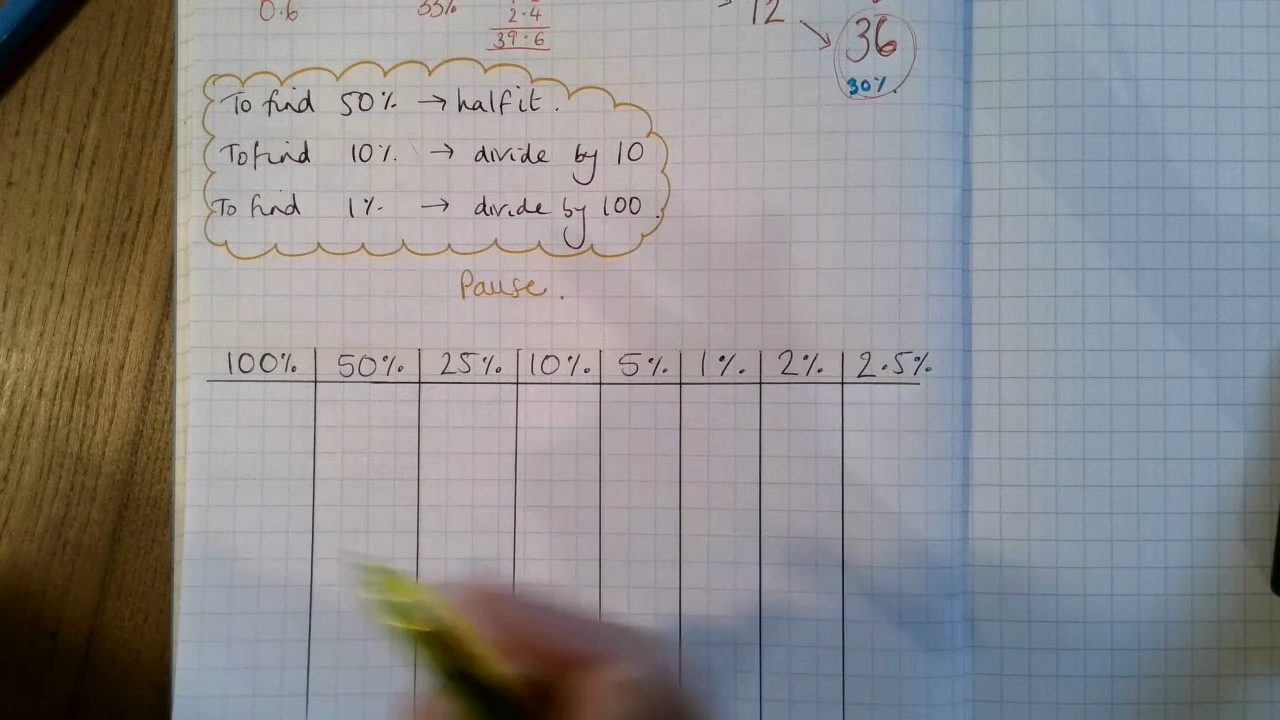 0.6 33% 2.4 12 36
39.6 30%.
To find 50% → half it.
To find 10% → divide by 10
To find 1% → divide by 100.
Pause.
100% 50% 25% 10% 5% 1% 2% 2.5%